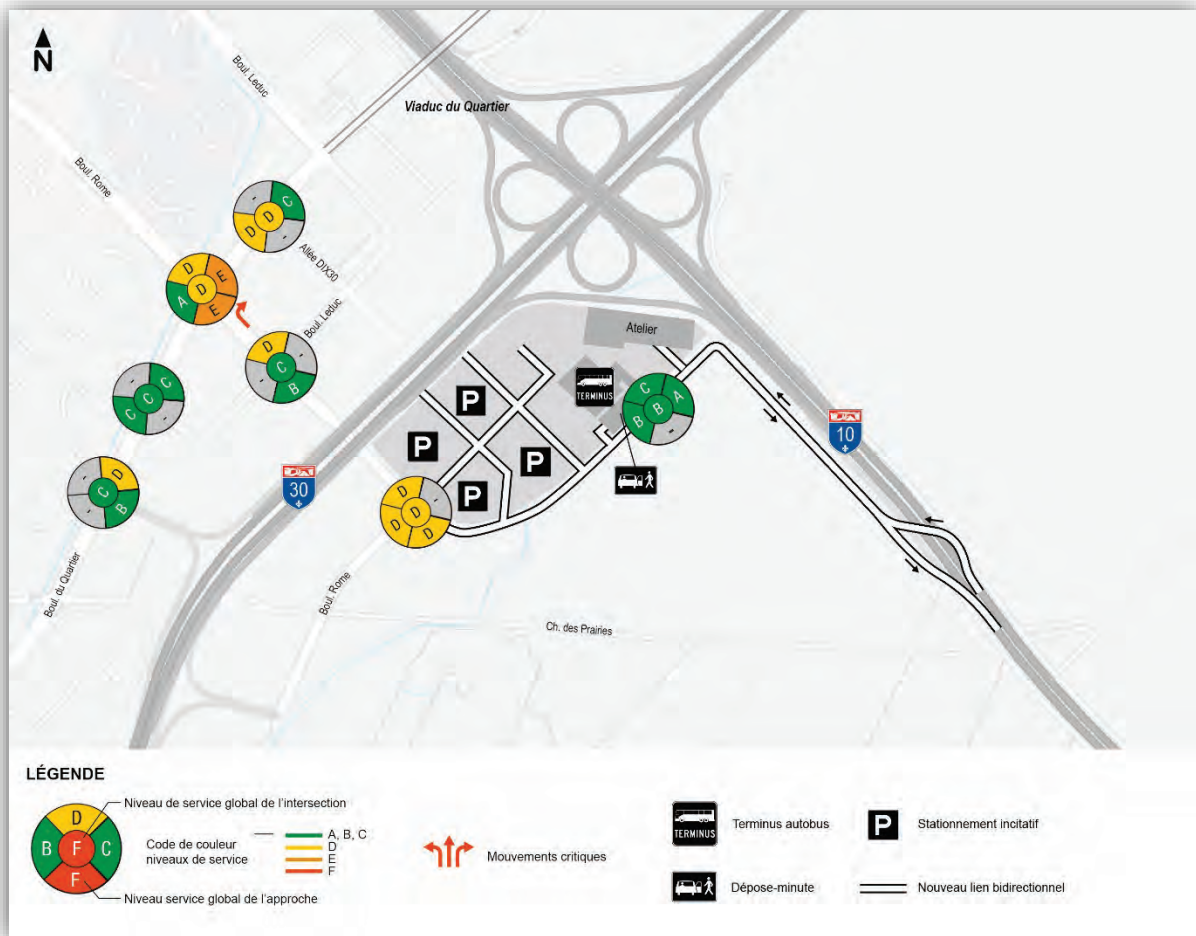 N
Boul. Leduc
Viaduc du Quartier
Boul. Rome
- C
D D -
Allée DIX30
D E
A D E
Boul. Leduc
D -
- C B
- C
C C -
Atelier
TERMINUS
C A
B B -
10
P
P
P
P
30
D -
D D D
- D
- C B
Boul. du Quartier
Boul. Rome
Ch. des Prairies
LÉGENDE
Niveau de service global de l'intersection
D
B F C
F
Code de couleur
niveaux de service
A, B, C
D
E
F
Niveau service global de l'approche
Mouvements critiques
TERMINUS
Terminus autobus
P
Stationnement incitatif
Dépose-minute
Nouveau lien bidirectionnel